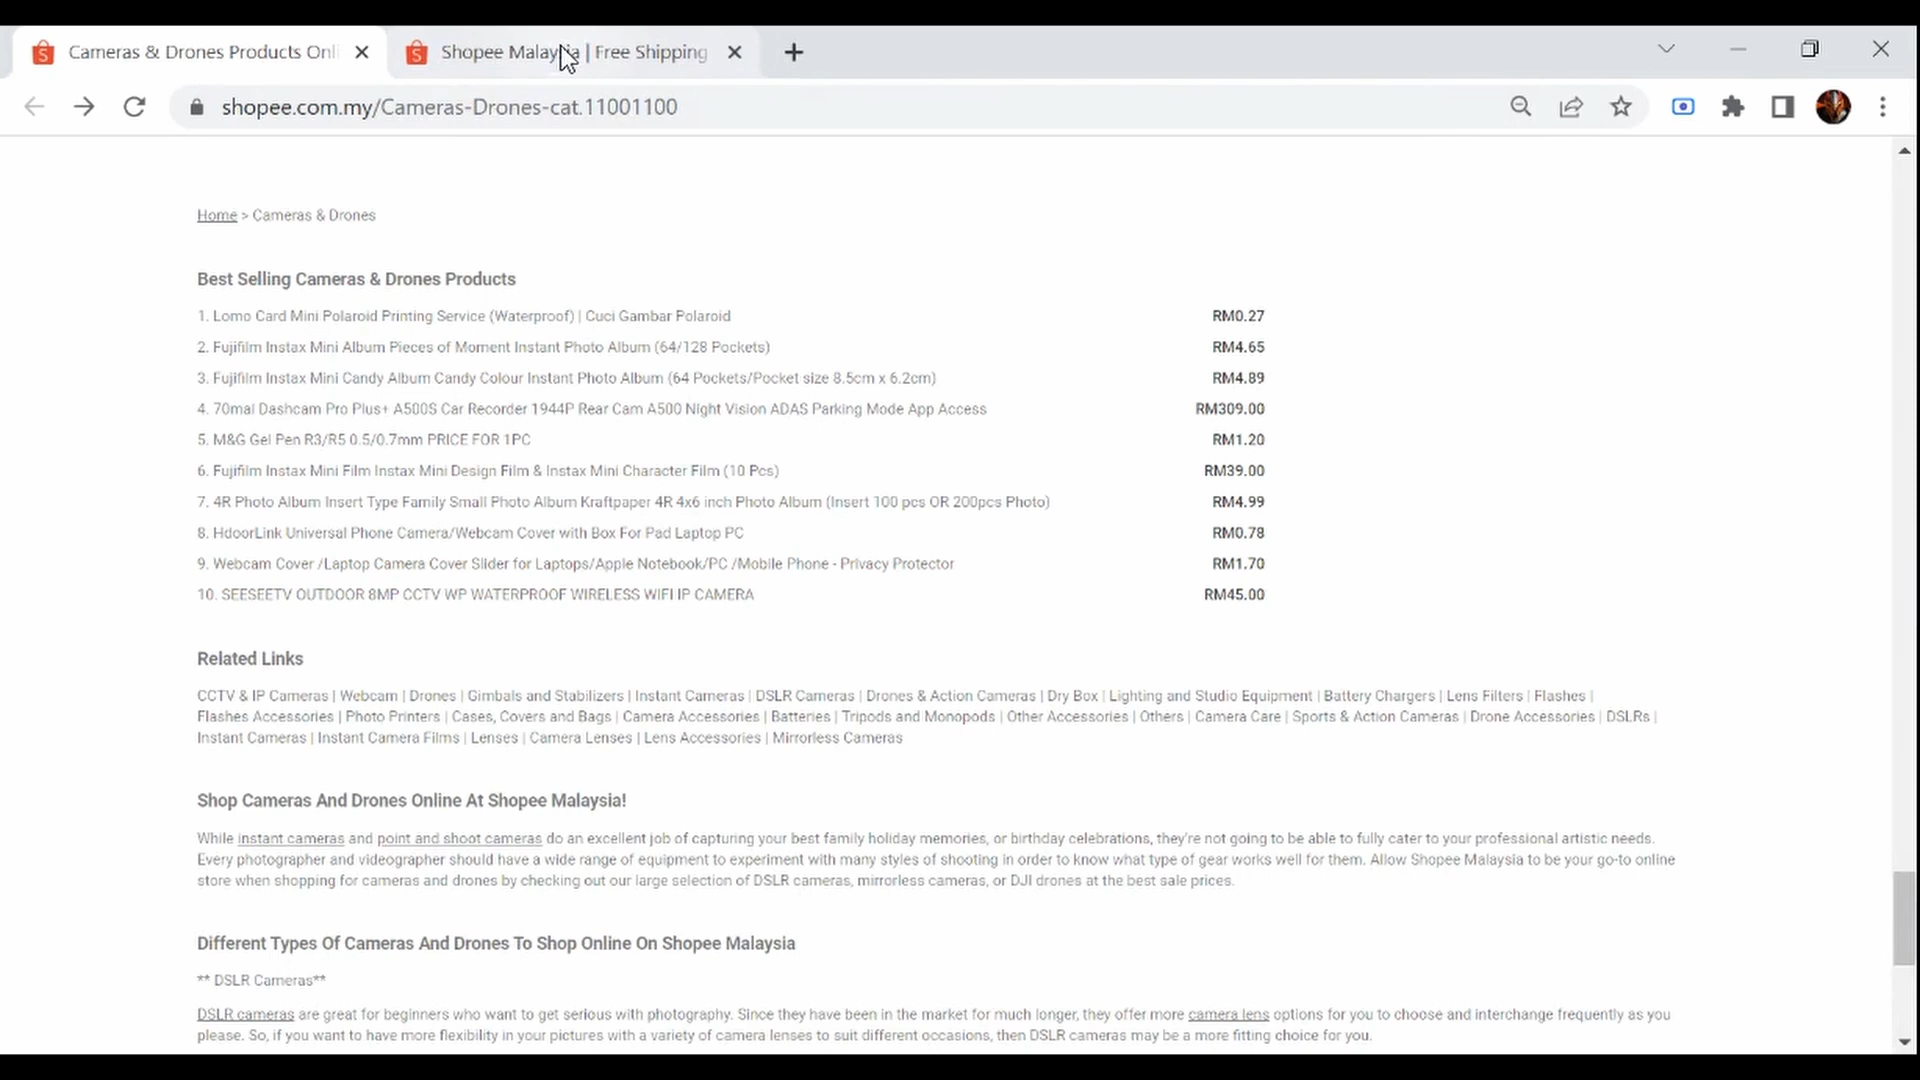 Cameras & Drones Products Onli
Shopee Malaysia | Free Shipping
shopee.com.my/Cameras-Drones-cat.11001100
Home > Cameras & Drones
Best Selling Cameras & Drones Products
1. Lomo Card Mini Polaroid Printing Service (Waterproof) | Cuci Gambar Polaroid RM0.27
2. Fujifilm Instax Mini Album Pieces of Moment Instant Photo Album (64/128 Pockets) RM4.65
3. Fujifilm Instax Mini Candy Album Candy Colour Instant Photo Album (64 Pockets/Pocket size 8.5cm x 6.2cm) RM4.89
4. 70mai Dashcam Pro Plus+ A500S Car Recorder 1944P Rear Cam A500 Night Vision ADAS Parking Mode App Access RM309.00
5. M&G Gel Pen R3/R5 0.5/0.7mm PRICE FOR 1PC RM1.20
6. Fujifilm Instax Mini Film Instax Mini Design Film & Instax Mini Character Film (10 Pcs) RM39.00
7. 4R Photo Album Insert Type Family Small Photo Album Kraftpaper 4R 4x6 inch Photo Album (Insert 100 pcs OR 200pcs Photo) RM4.99
8. HdoorLink Universal Phone Camera/Webcam Cover with Box For Pad Laptop PC RM0.78
9. Webcam Cover /Laptop Camera Cover Slider for Laptops/Apple Notebook/PC /Mobile Phone - Privacy Protector RM1.70
10. SEESEETV OUTDOOR 8MP CCTV WP WATERPROOF WIRELESS WIFI IP CAMERA RM45.00
Related Links
CCTV & IP Cameras | Webcam | Drones | Gimbals and Stabilizers | Instant Cameras | DSLR Cameras | Drones & Action Cameras | Dry Box | Lighting and Studio Equipment | Battery Chargers | Lens Filters | Flashes |
Flashes Accessories | Photo Printers | Cases, Covers and Bags | Camera Accessories | Batteries | Tripods and Monopods | Other Accessories | Others | Camera Care | Sports & Action Cameras | Drone Accessories | DSLRs |
Instant Cameras | Instant Camera Films | Lenses | Camera Lenses | Lens Accessories | Mirrorless Cameras
Shop Cameras And Drones Online At Shopee Malaysia!
While instant cameras and point and shoot cameras do an excellent job of capturing your best family holiday memories, or birthday celebrations, they're not going to be able to fully cater to your professional artistic needs.
Every photographer and videographer should have a wide range of equipment to experiment with many styles of shooting in order to know what type of gear works well for them. Allow Shopee Malaysia to be your go-to online
store when shopping for cameras and drones by checking out our large selection of DSLR cameras, mirrorless cameras, or DJI drones at the best sale prices.
Different Types Of Cameras And Drones To Shop Online On Shopee Malaysia
** DSLR Cameras**
DSLR cameras are great for beginners who want to get serious with photography. Since they have been in the market for much longer, they offer more camera lens options for you to choose and interchange frequently as you
please. So, if you want to have more flexibility in your pictures with a variety of camera lenses to suit different occasions, then DSLR cameras may be a more fitting choice for you.